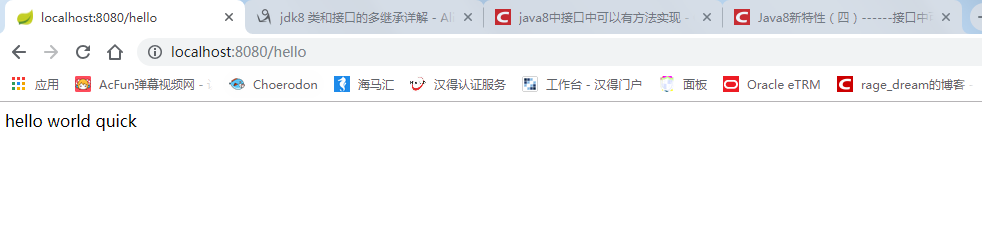 localhost:8080/hello jdk8 类和接口的多继承详解 - Al java8中接口中可以有方法实现 - Java8新特性（四）------接口中
localhost:8080/hello
应用 AcFun弹幕视频网 - Choerodon 海马汇 汉得认证服务 工作台 - 汉得门户 面板 Oracle eTRM rage_dream的博客 -
hello world quick